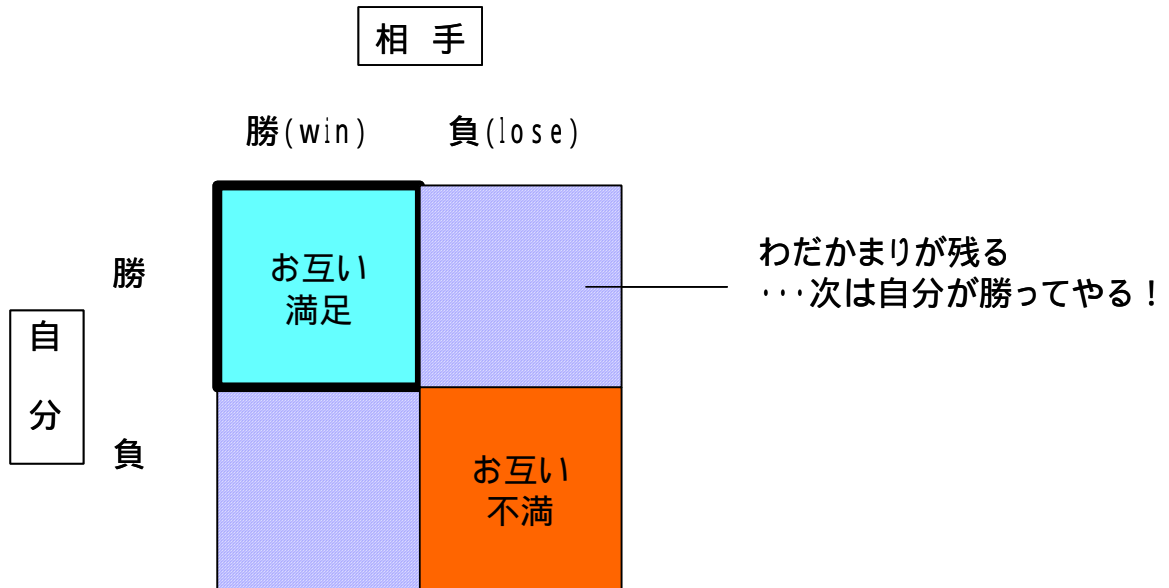 相 手
勝(win) 負(lose)
勝
お互い
満足
わだかまりが残る
・・・次は自分が勝ってやる！
自
分
負
お互い
不満